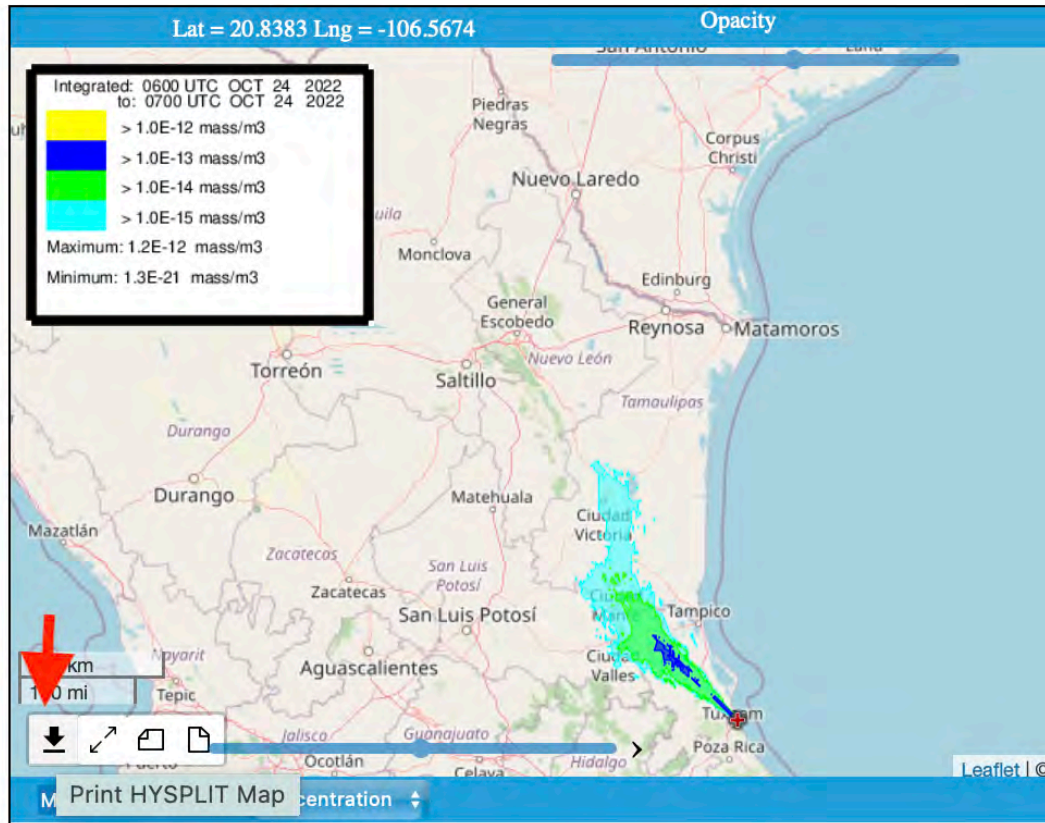 Lat = 20.8383 Lng = -106.5674
Opacity
San Antonio
Land
Integrated: 0600 UTC OCT 24 2022
to: 0700 UTC OCT 24 2022
> 1.0E-12 mass/m3
> 1.0E-13 mass/m3
> 1.0E-14 mass/m3
> 1.0E-15 mass/m3
Maximum: 1.2E-12 mass/m3
Minimum: 1.3E-21 mass/m3
Piedras
Negras
Corpus
Christi
Nuevo Laredo
Monclova
Edinburg
General
Escobedo
Reynosa
Matamoros
Nuevo León
Torreón
Saltillo
Tamaulipas
Durango
Durango
Matehuala
Ciudad
Victoria
Mazatlán
Zacatecas
San Luis
Potosí
Zacatecas
Ciudad
Mante
Tampico
San Luis Potosí
Aguascalientes
Ciudad
Valles
Nayarit
km
mi
Tepic
Tuxpam
Jalisco
Guanajuato
Hidalgo
Poza Rica
Ocotlán
Celaya
Leaflet | ©
Print HYSPLIT Map
centration